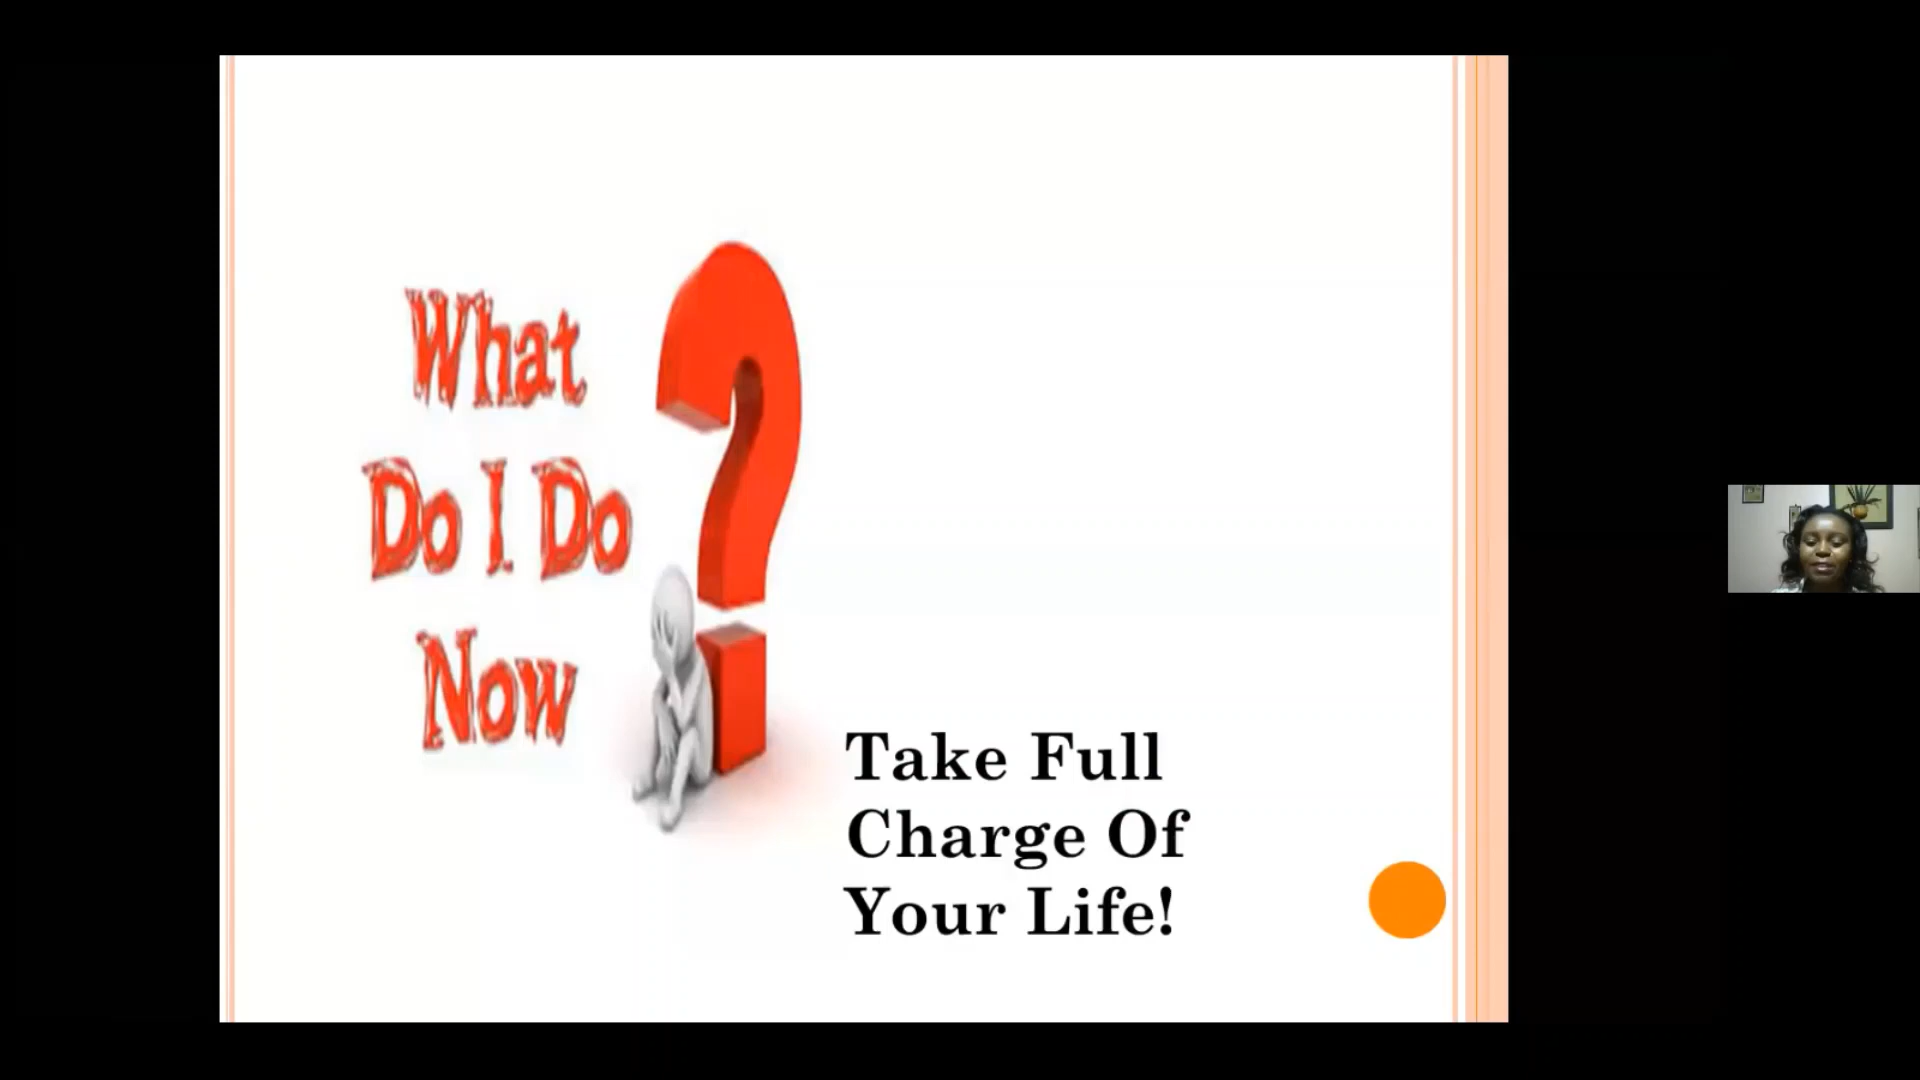 What
Do I Do
Now
?
Take Full
Charge Of
Your Life!